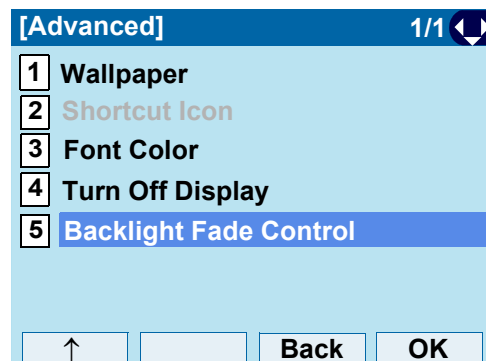 [Advanced] 1/1
1 Wallpaper
2 Shortcut Icon
3 Font Color
4 Turn Off Display
5 Backlight Fade Control
↑ Back OK